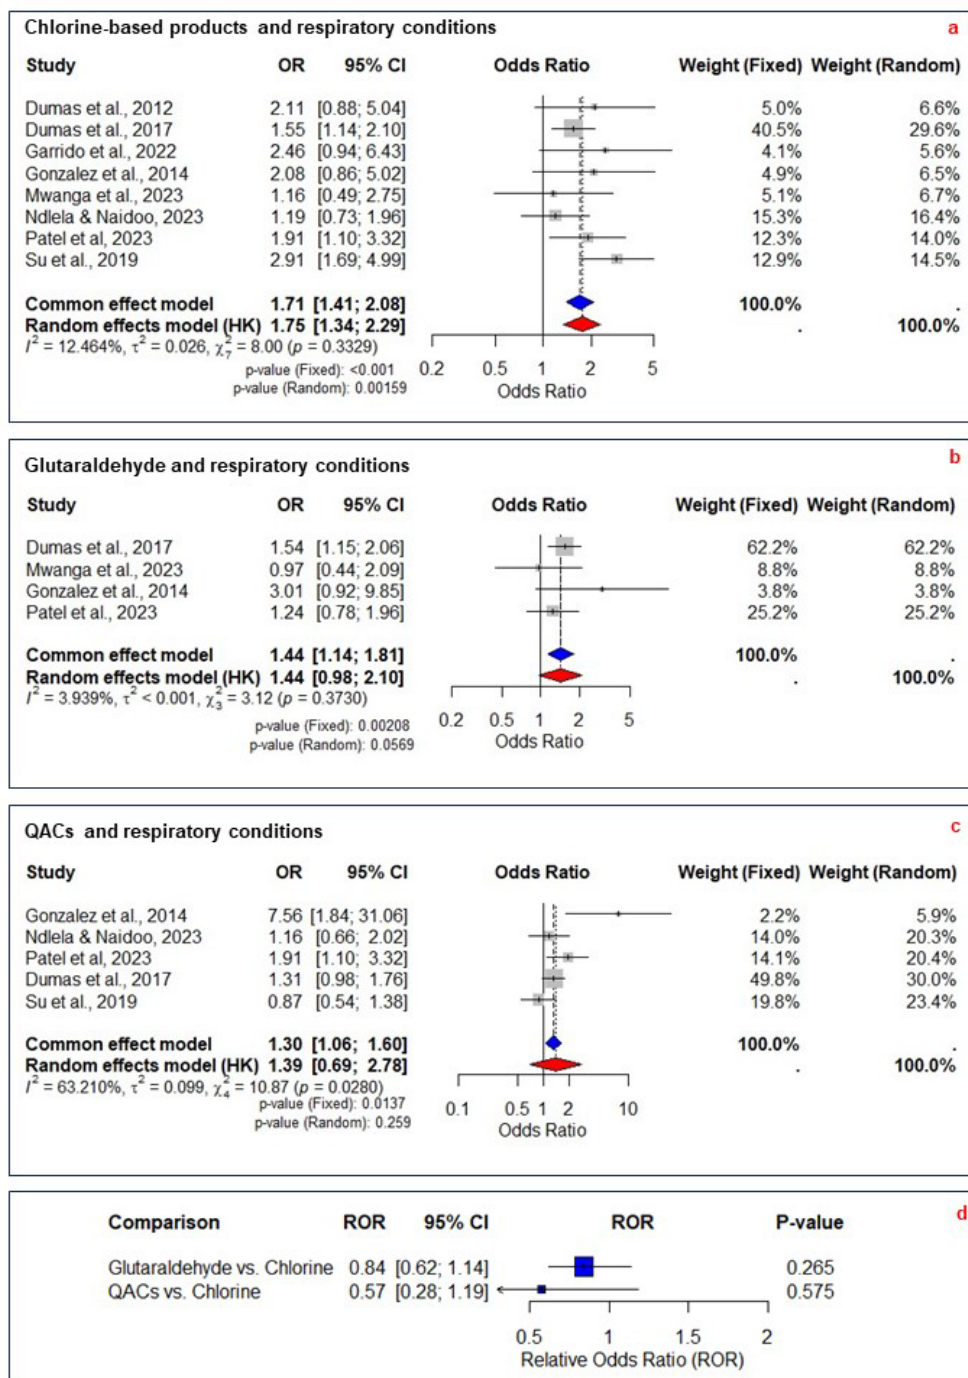 Chlorine-based products and respiratory conditions a
Study OR 95% CI Odds Ratio Weight (Fixed) Weight (Random)
Dumas et al., 2012 2.11 [0.88; 5.04] 5.0% 6.6%
Dumas et al., 2017 1.55 [1.14; 2.10] 40.5% 29.6%
Garrido et al., 2022 2.46 [0.94; 6.43] 4.1% 5.6%
Gonzalez et al., 2014 2.08 [0.86; 5.02] 4.9% 6.5%
Mwanga et al., 2023 1.16 [0.49; 2.75] 5.1% 6.7%
Ndlela & Naidoo, 2023 1.19 [0.73; 1.96] 15.3% 16.4%
Patel et al, 2023 1.91 [1.10; 3.32] 12.3% 14.0%
Su et al., 2019 2.91 [1.69; 4.99] 12.9% 14.5%
Common effect model 1.71 [1.41; 2.08] 100.0% .
Random effects model (HK) 1.75 [1.34; 2.29] . 100.0%
I² = 12.464%, τ² = 0.026, χ²₇ = 8.00 (p = 0.3329)
p-value (Fixed): <0.001
p-value (Random): 0.00159
0.2 0.5 1 2 5
Odds Ratio
Glutaraldehyde and respiratory conditions b
Study OR 95% CI Odds Ratio Weight (Fixed) Weight (Random)
Dumas et al., 2017 1.54 [1.15; 2.06] 62.2% 62.2%
Mwanga et al., 2023 0.97 [0.44; 2.09] 8.8% 8.8%
Gonzalez et al., 2014 3.01 [0.92; 9.85] 3.8% 3.8%
Patel et al., 2023 1.24 [0.78; 1.96] 25.2% 25.2%
Common effect model 1.44 [1.14; 1.81] 100.0% .
Random effects model (HK) 1.44 [0.98; 2.10] . 100.0%
I² = 3.939%, τ² < 0.001, χ²₃ = 3.12 (p = 0.3730)
p-value (Fixed): 0.00208
p-value (Random): 0.0569
0.2 0.5 1 2 5
Odds Ratio
QACs and respiratory conditions c
Study OR 95% CI Odds Ratio Weight (Fixed) Weight (Random)
Gonzalez et al., 2014 7.56 [1.84; 31.06] 2.2% 5.9%
Ndlela & Naidoo, 2023 1.16 [0.66; 2.02] 14.0% 20.3%
Patel et al, 2023 1.91 [1.10; 3.32] 14.1% 20.4%
Dumas et al., 2017 1.31 [0.98; 1.76] 49.8% 30.0%
Su et al., 2019 0.87 [0.54; 1.38] 19.8% 23.4%
Common effect model 1.30 [1.06; 1.60] 100.0% .
Random effects model (HK) 1.39 [0.69; 2.78] . 100.0%
I² = 63.210%, τ² = 0.099, χ²₄ = 10.87 (p = 0.0280)
p-value (Fixed): 0.0137
p-value (Random): 0.259
0.1 0.5 1 2 10
Odds Ratio
d
Comparison ROR 95% CI ROR P-value
Glutaraldehyde vs. Chlorine 0.84 [0.62; 1.14] 0.265
QACs vs. Chlorine 0.57 [0.28; 1.19] 0.575
0.5 1 1.5 2
Relative Odds Ratio (ROR)